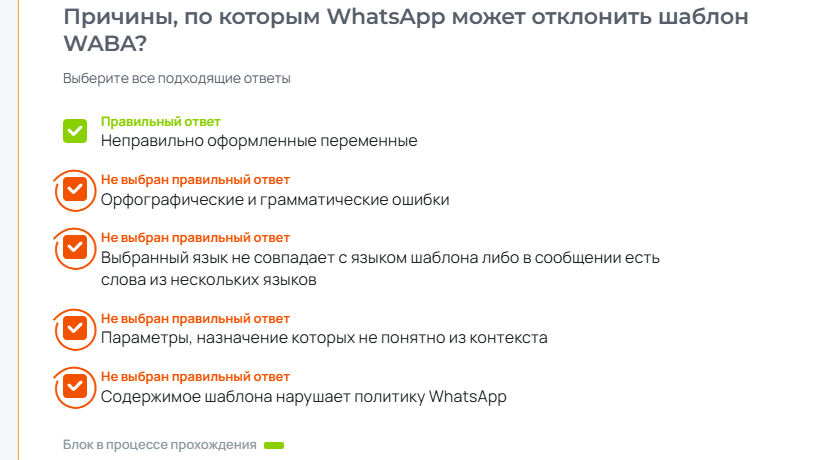 Причины, по которым WhatsApp может отклонить шаблон
WABA?
Выберите все подходящие ответы
Правильный ответ
Неправильно оформленные переменные
Не выбран правильный ответ
Орфографические и грамматические ошибки
Не выбран правильный ответ
Выбранный язык не совпадает с языком шаблона либо в сообщении есть
слова из нескольких языков
Не выбран правильный ответ
Параметры, назначение которых не понятно из контекста
Не выбран правильный ответ
Содержимое шаблона нарушает политику WhatsApp
Блок в процессе прохождения